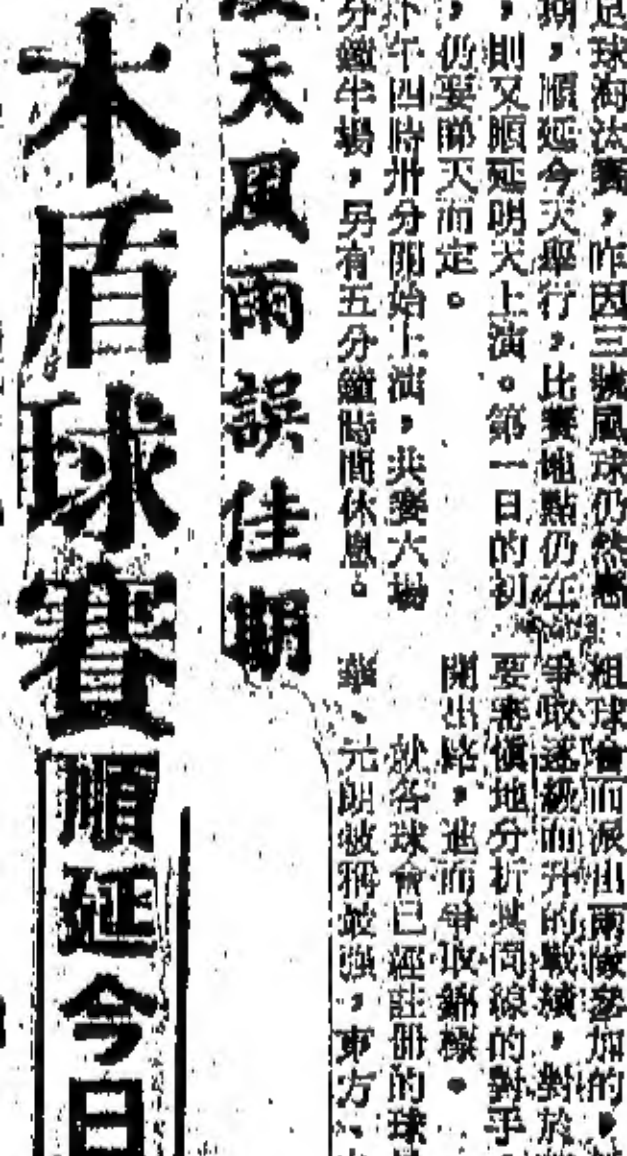 足球淘汰賽,昨因三號風球仍然懸
期,順延今天舉行,比賽地點仍在
,則又順延明天上演。第一日的初
,仍要睇天而定。
下午四時卅分開始上演,共賽六場
分鐘半場,另有五分鐘時間休息。
組球會而派出兩隊參加的,
爭取逐級而升的戰績,對於
要審慎地分析其同線的對手
開出路,進而爭取錦標。
就各球會已經註冊的球
華、元朗被稱最強,東方、
天風雨誤佳期
木盾球賽順延今日